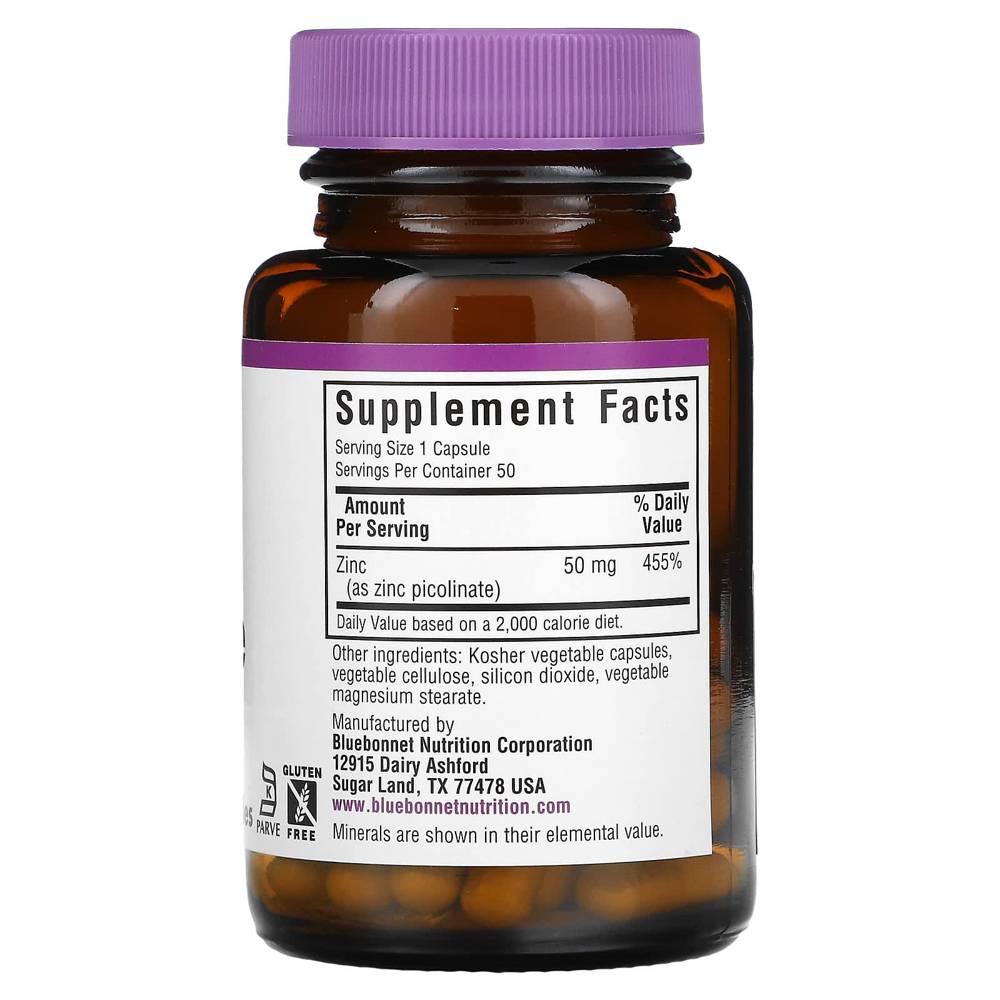 Supplement Facts
Serving Size 1 Capsule
Servings Per Container 50
Amount
Per Serving
% Daily
Value
Zinc 50 mg 455%
(as zinc picolinate)
Daily Value based on a 2,000 calorie diet.
Other ingredients: Kosher vegetable capsules,
vegetable cellulose, silicon dioxide, vegetable
magnesium stearate.
Manufactured by
Bluebonnet Nutrition Corporation
12915 Dairy Ashford
Sugar Land, TX 77478 USA
www.bluebonnetnutrition.com
Minerals are shown in their elemental value.
K
PARVE
GLUTEN
FREE